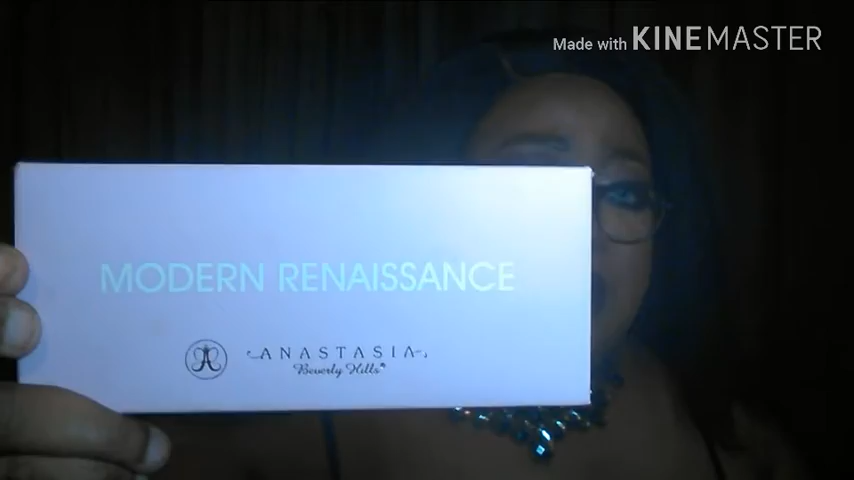 Made with KINEMASTER
MODERN RENAISSANCE
ANASTASIA
Beverly Hills®